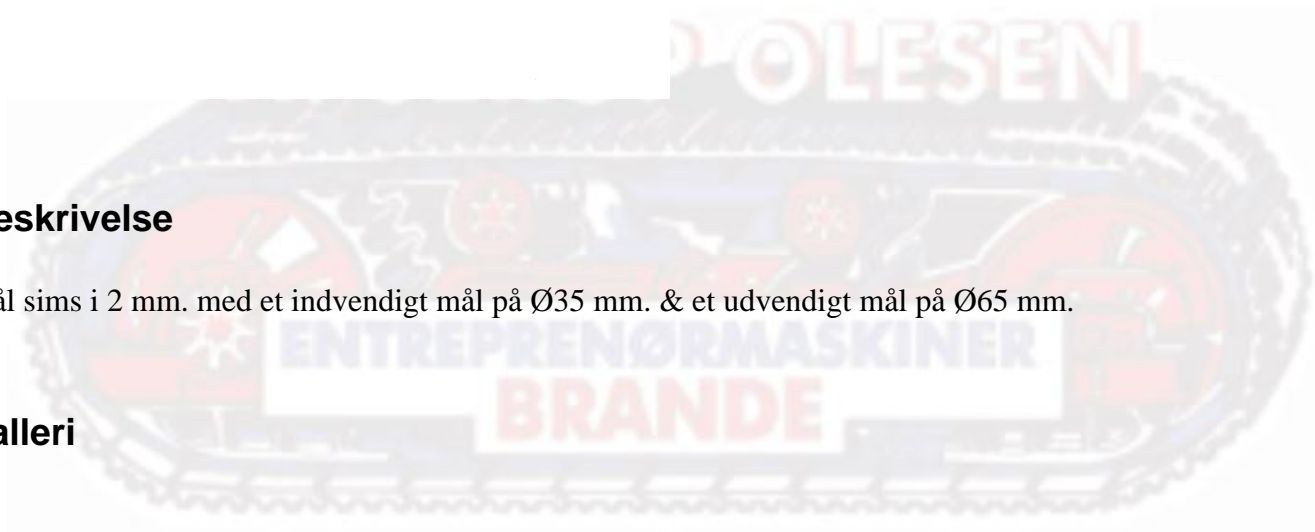 P OLESEN
eskrivelse
ål sims i 2 mm. med et indvendigt mål på Ø35 mm. & et udvendigt mål på Ø65 mm.
ENTREPRENØRMASKINER
BRANDE
alleri